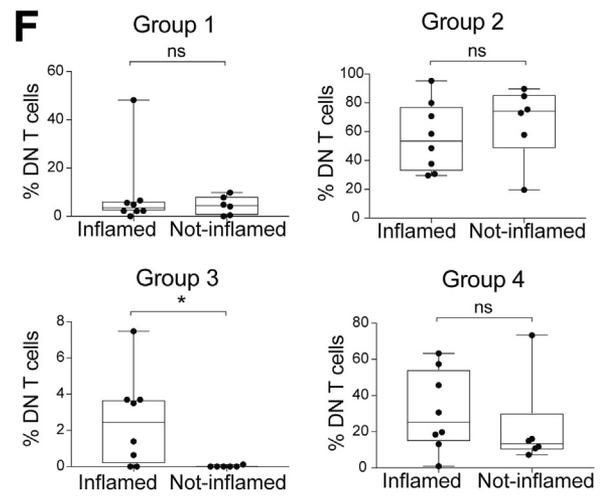 F
Group 1
ns
% DN T cells
60
40
20
0
Inflamed Not-inflamed
Group 2
ns
% DN T cells
100
80
60
40
20
0
Inflamed Not-inflamed
Group 3
*
% DN T cells
8
6
4
2
0
Inflamed Not-inflamed
Group 4
ns
% DN T cells
80
60
40
20
0
Inflamed Not-inflamed